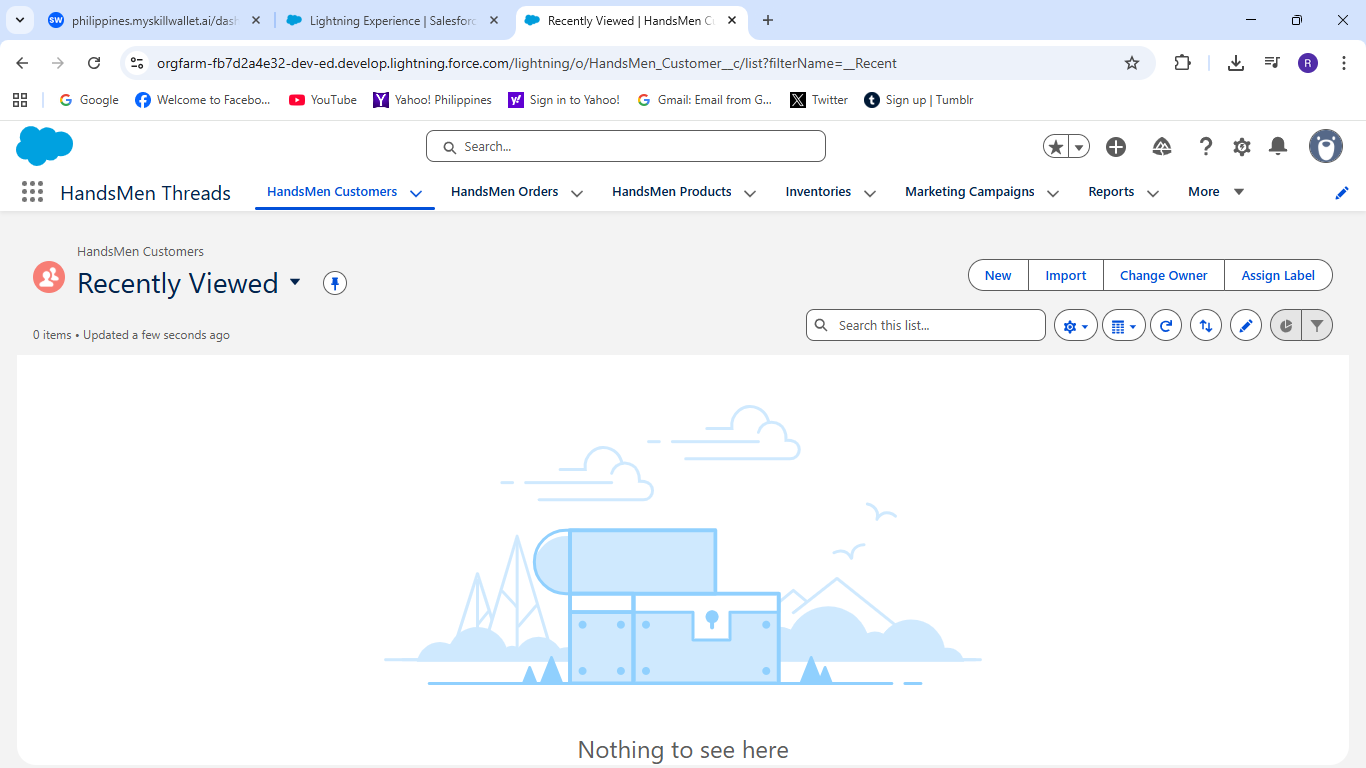 SW philippines.myskillwallet.ai/dash
Lightning Experience | Salesforc
Recently Viewed | HandsMen Cu
orgfarm-fb7d2a4e32-dev-ed.develop.lightning.force.com/lightning/o/HandsMen_Customer__c/list?filterName=__Recent
R
Google
Welcome to Facebo...
YouTube
Yahoo! Philippines
Sign in to Yahoo!
Gmail: Email from G...
Twitter
Sign up | Tumblr
Search...
HandsMen Threads
HandsMen Customers
HandsMen Orders
HandsMen Products
Inventories
Marketing Campaigns
Reports
More
HandsMen Customers
Recently Viewed
New
Import
Change Owner
Assign Label
0 items • Updated a few seconds ago
Search this list...
Nothing to see here